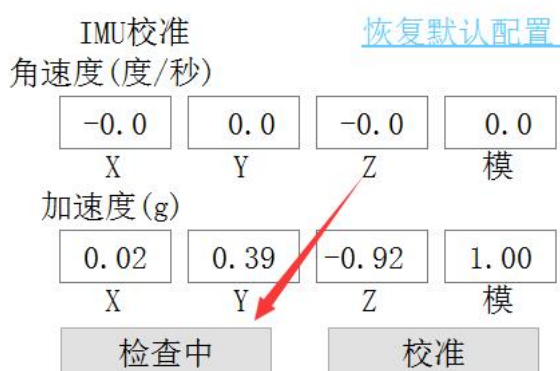 IMU校准 恢复默认配置
角速度(度/秒)
-0.0 0.0 -0.0 0.0
X Y Z 模
加速度(g)
0.02 0.39 -0.92 1.00
X Y Z 模
检查中 校准